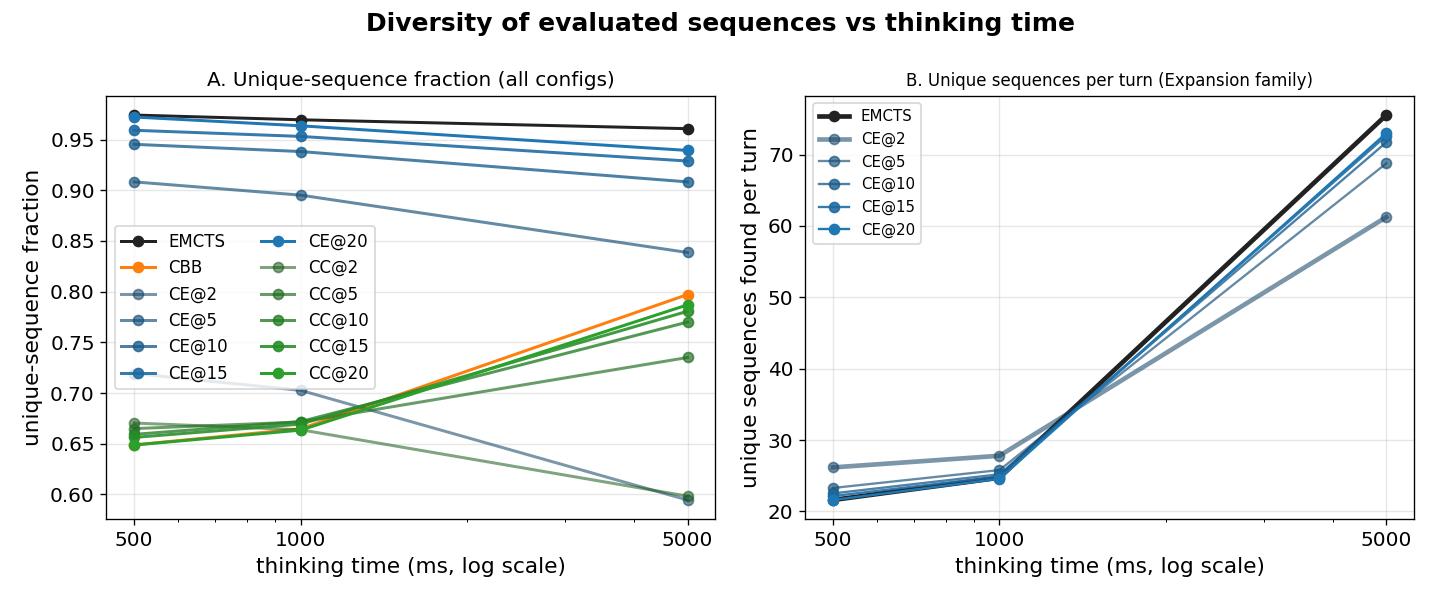 Diversity of evaluated sequences vs thinking time
A. Unique-sequence fraction (all configs)
unique-sequence fraction
0.95
0.90
0.85
0.80
0.75
0.70
0.65
0.60
EMCTS
CBB
CE@2
CE@5
CE@10
CE@15
CE@20
CC@2
CC@5
CC@10
CC@15
CC@20
500
1000
5000
thinking time (ms, log scale)
B. Unique sequences per turn (Expansion family)
unique sequences found per turn
70
60
50
40
30
20
EMCTS
CE@2
CE@5
CE@10
CE@15
CE@20
500
1000
5000
thinking time (ms, log scale)